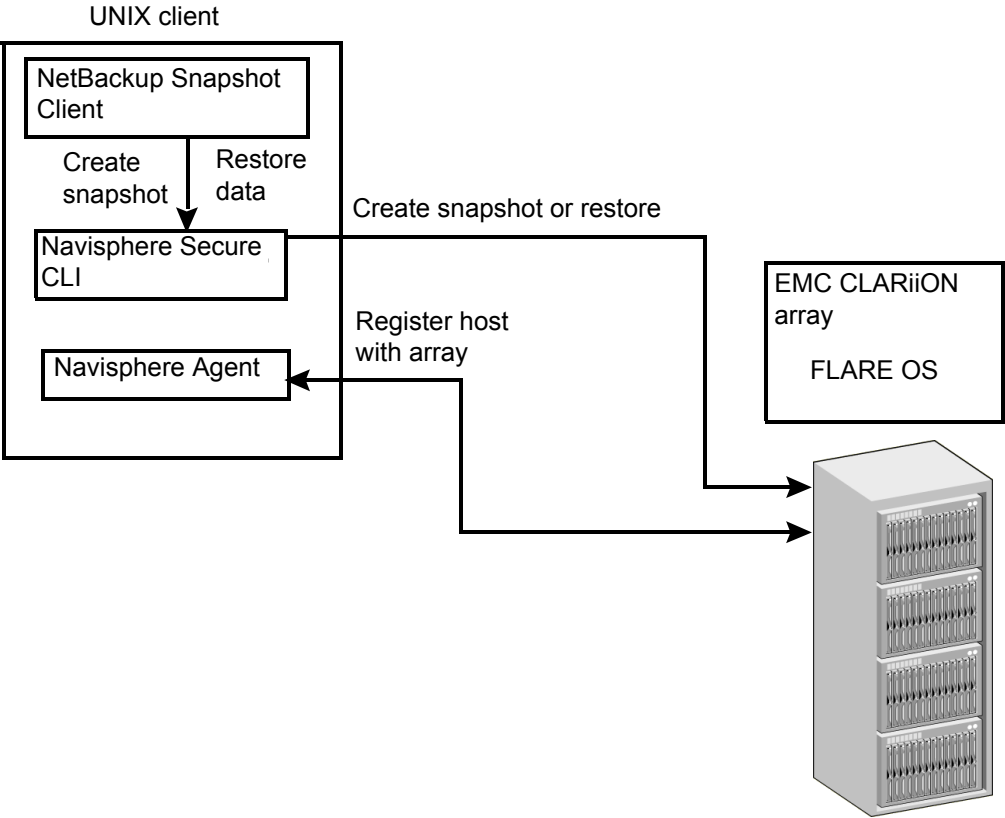 UNIX client
NetBackup Snapshot
Client
Create
snapshot
Restore
data
Create snapshot or restore
Navisphere Secure
CLI
EMC CLARiiON
array
FLARE OS
Register host
with array
Navisphere Agent